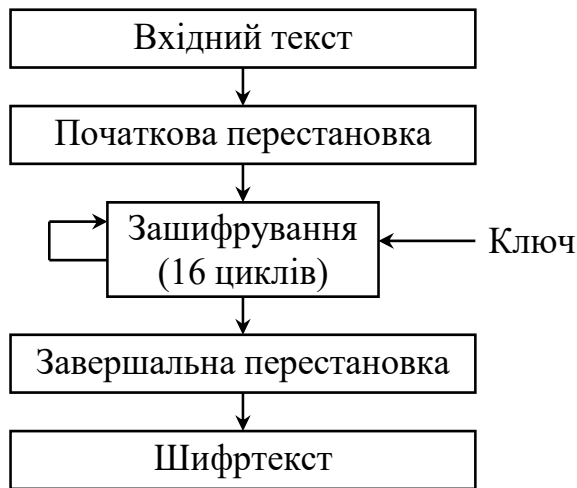 Вхідний текст
Початкова перестановка
Зашифрування
(16 циклів)
Ключ
Завершальна перестановка
Шифртекст